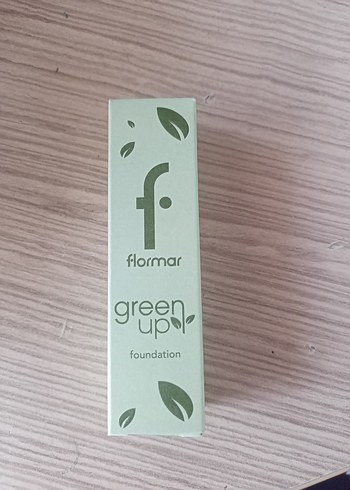 f
flormar
green
up
foundation